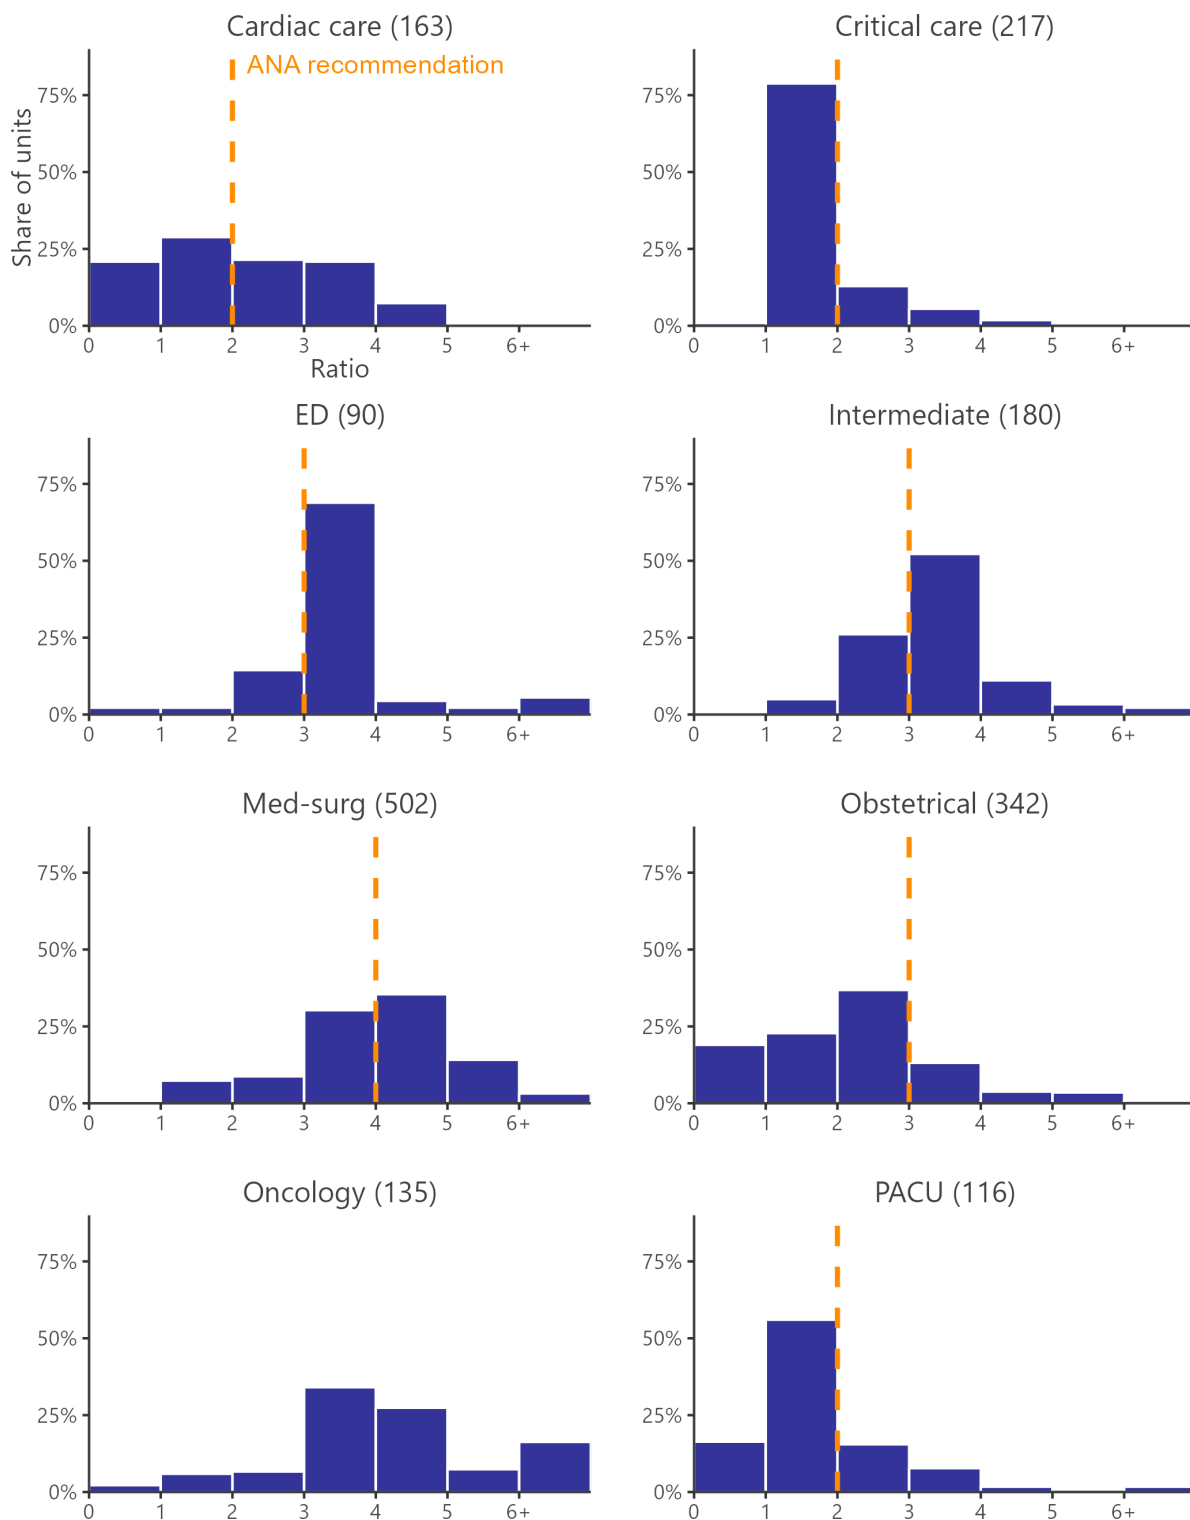 Cardiac care (163)
ANA recommendation
Share of units
75%
50%
25%
0%
0 1 2 3 4 5 6+
Ratio
Critical care (217)
75%
50%
25%
0%
0 1 2 3 4 5 6+
ED (90)
75%
50%
25%
0%
0 1 2 3 4 5 6+
Intermediate (180)
75%
50%
25%
0%
0 1 2 3 4 5 6+
Med-surg (502)
75%
50%
25%
0%
0 1 2 3 4 5 6+
Obstetrical (342)
75%
50%
25%
0%
0 1 2 3 4 5 6+
Oncology (135)
75%
50%
25%
0%
0 1 2 3 4 5 6+
PACU (116)
75%
50%
25%
0%
0 1 2 3 4 5 6+